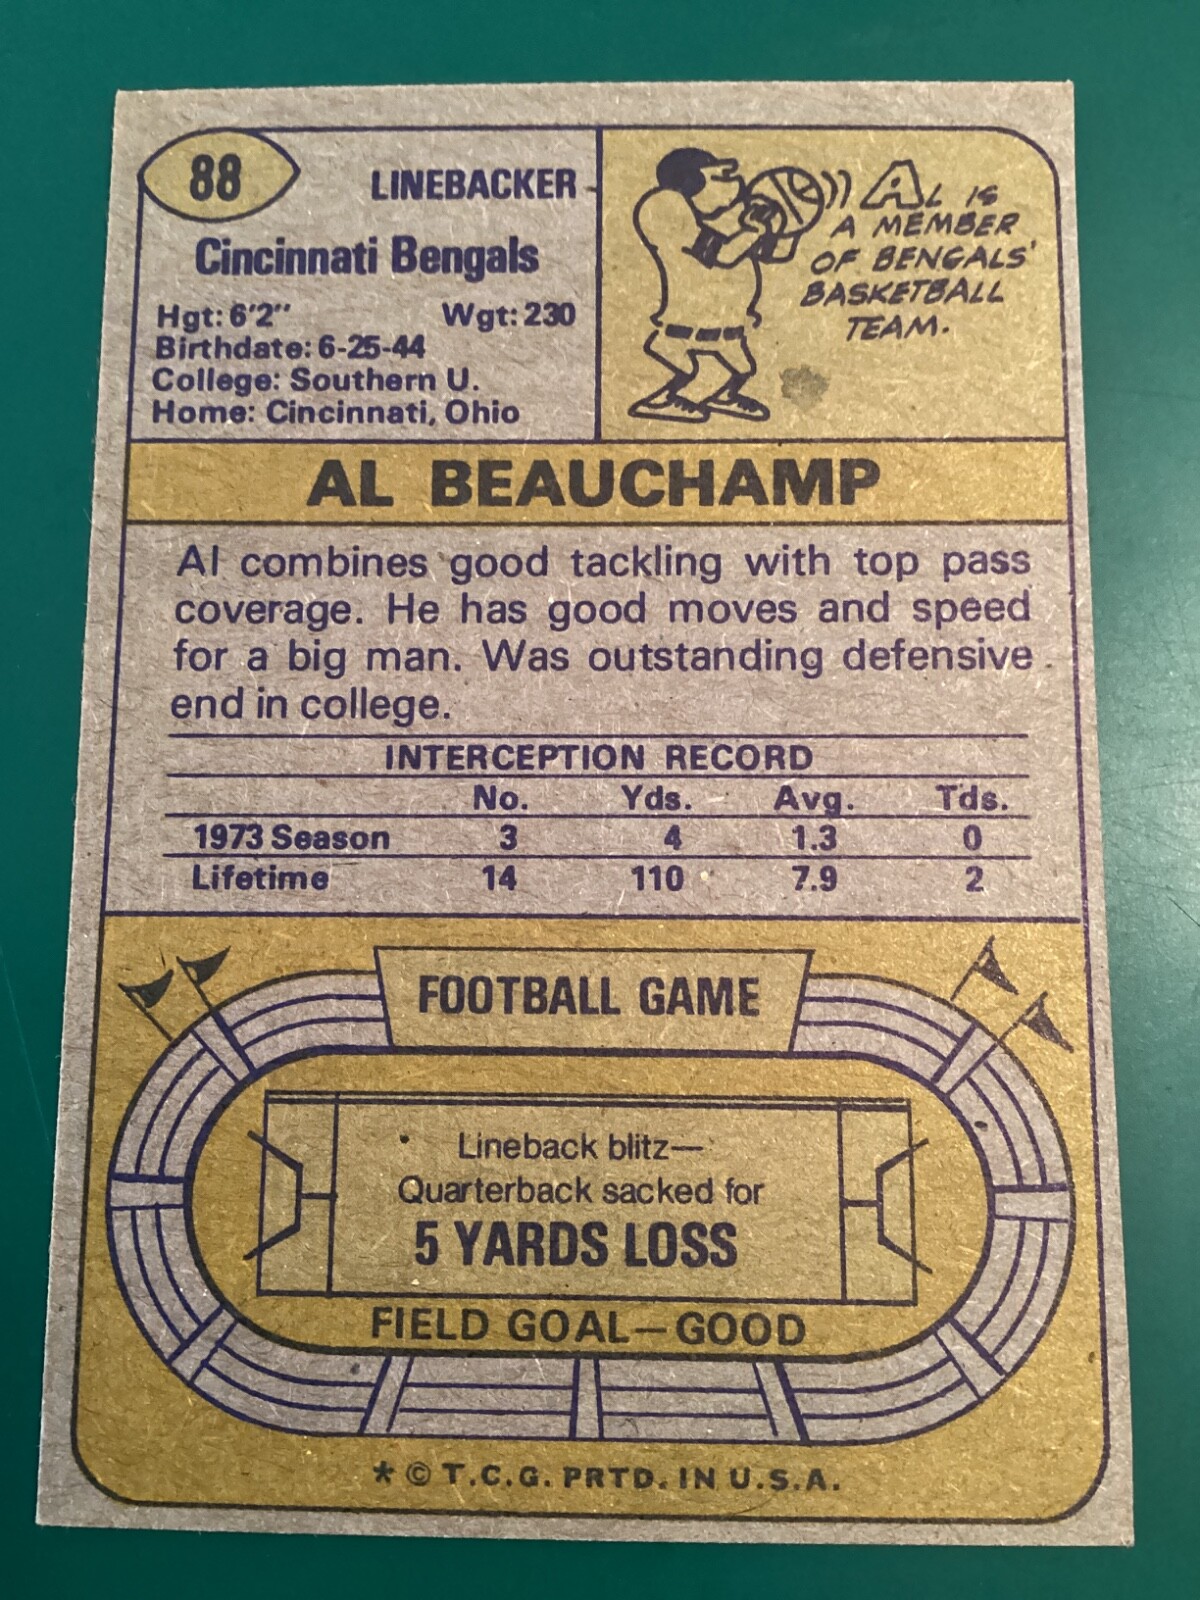 88
LINEBACKER
Cincinnati Bengals
Hgt: 6'2" Wgt: 230
Birthdate: 6-25-44
College: Southern U.
Home: Cincinnati, Ohio
AL IS
A MEMBER
OF BENGALS'
BASKETBALL
TEAM.
AL BEAUCHAMP
Al combines good tackling with top pass
coverage. He has good moves and speed
for a big man. Was outstanding defensive
end in college.
INTERCEPTION RECORD
No. Yds. Avg. Tds.
1973 Season 3 4 1.3 0
Lifetime 14 110 7.9 2
FOOTBALL GAME
Lineback blitz—
Quarterback sacked for
5 YARDS LOSS
FIELD GOAL—GOOD
* © T.C.G. PRTD. IN U.S.A.